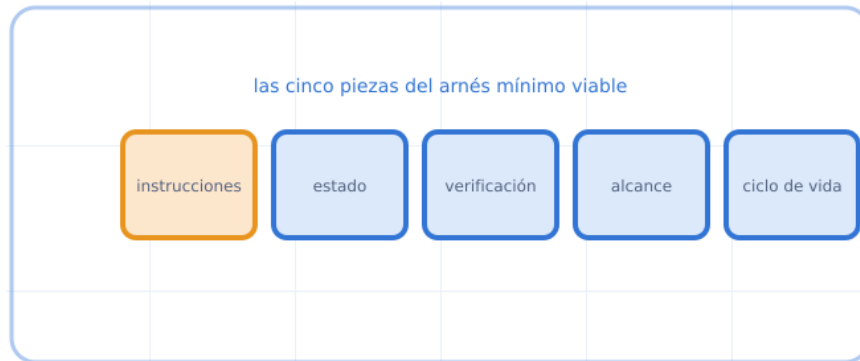 las cinco piezas del arnés mínimo viable
instrucciones estado verificación alcance ciclo de vida